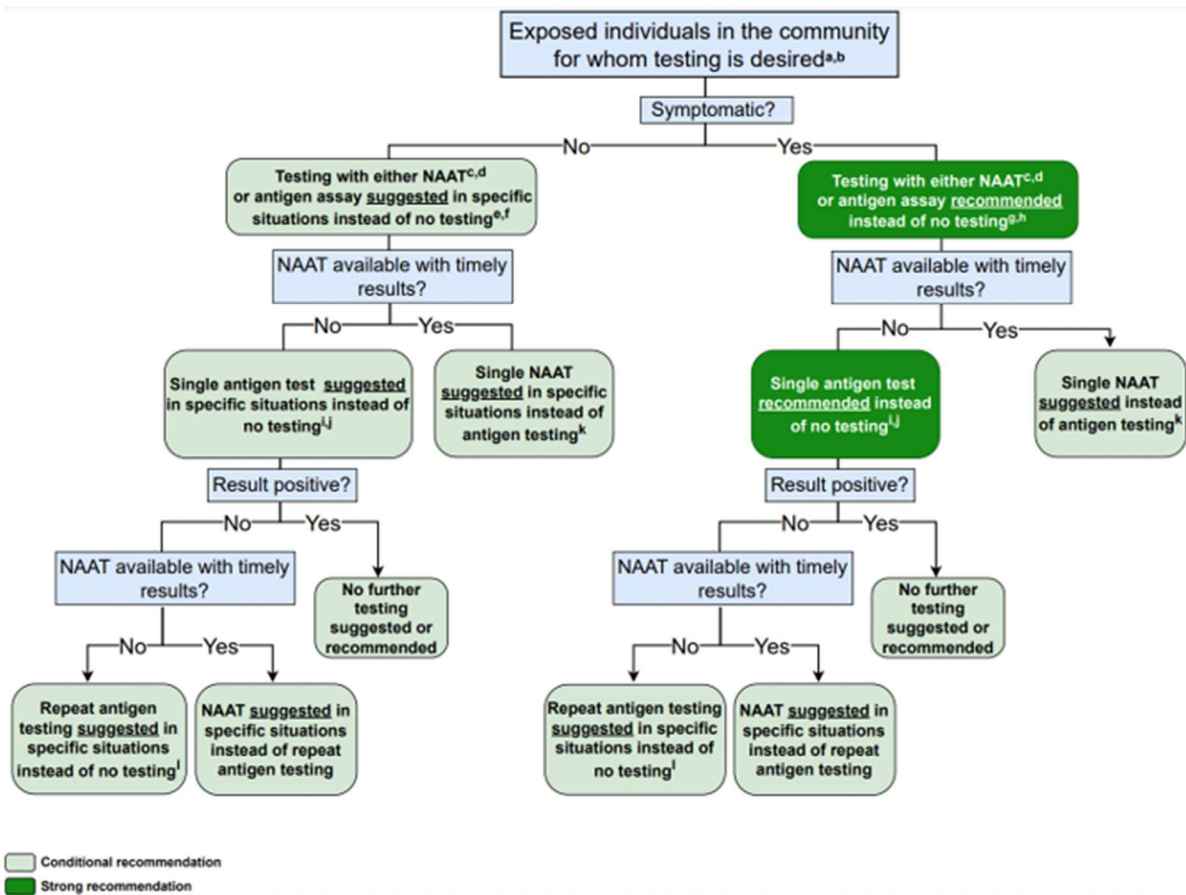 Exposed individuals in the community
for whom testing is desiredᵃ,ᵇ
Symptomatic?
No
Yes
Testing with either NAATᶜ,ᵈ
or antigen assay suggested in specific
situations instead of no testingᵉ,ᶠ
Testing with either NAATᶜ,ᵈ
or antigen assay recommended
instead of no testingᵍ,ʰ
NAAT available with timely
results?
NAAT available with timely
results?
No
Yes
No
Yes
Single antigen test suggested
in specific situations instead of
no testingⁱ,ʲ
Single NAAT
suggested in specific
situations instead of
antigen testingᵏ
Single antigen test
recommended instead
of no testingⁱ,ʲ
Single NAAT
suggested instead
of antigen testingᵏ
Result positive?
Result positive?
No
Yes
No
Yes
NAAT available with timely
results?
No further
testing
suggested or
recommended
NAAT available with timely
results?
No further
testing
suggested or
recommended
No
Yes
No
Yes
Repeat antigen
testing suggested in
specific situations
instead of no testingˡ
NAAT suggested in
specific situations
instead of repeat
antigen testing
Repeat antigen testing
suggested in specific
situations instead of
no testingˡ
NAAT suggested in
specific situations
instead of repeat
antigen testing
Conditional recommendation
Strong recommendation